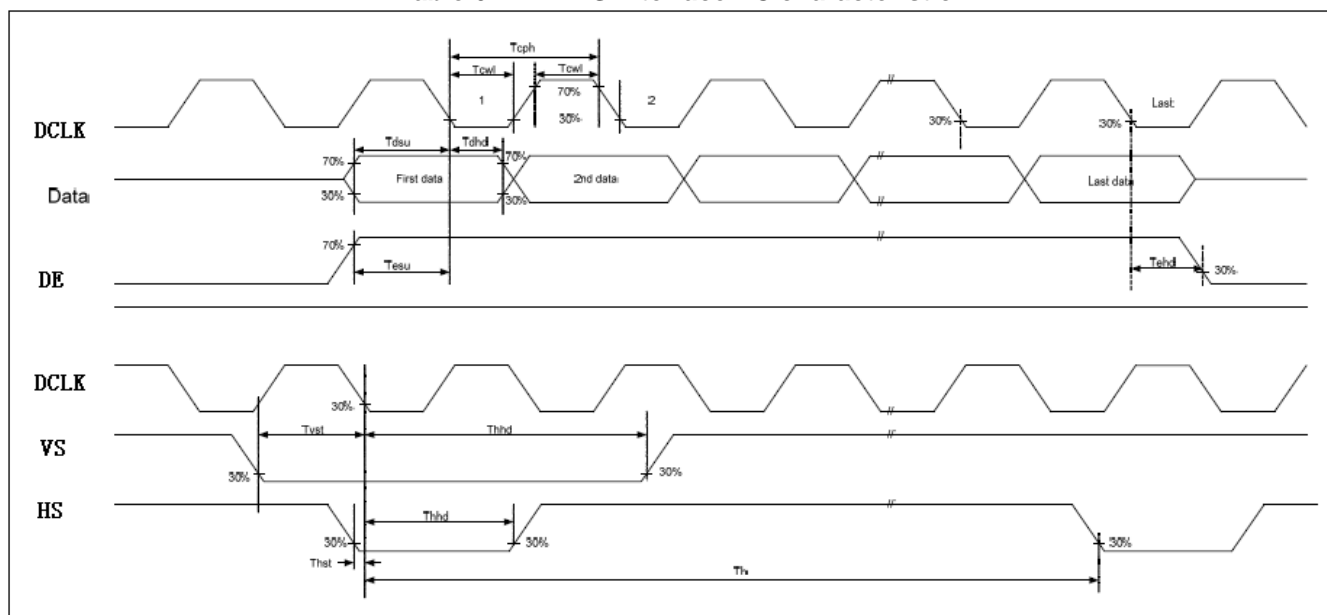 Tcph
Tcwl Tcwl
1 70% 2 Last
30% 30% 30%
DCLK
Tdsu Tdhd
70% 70%
First data 2nd data Last data
Data
30% 30%
70%
Tesu Tehd
30%
DE
DCLK
30%
Tvst Thhd
VS
30% 30%
HS
Thhd
30% 30% 30%
Thst
Th